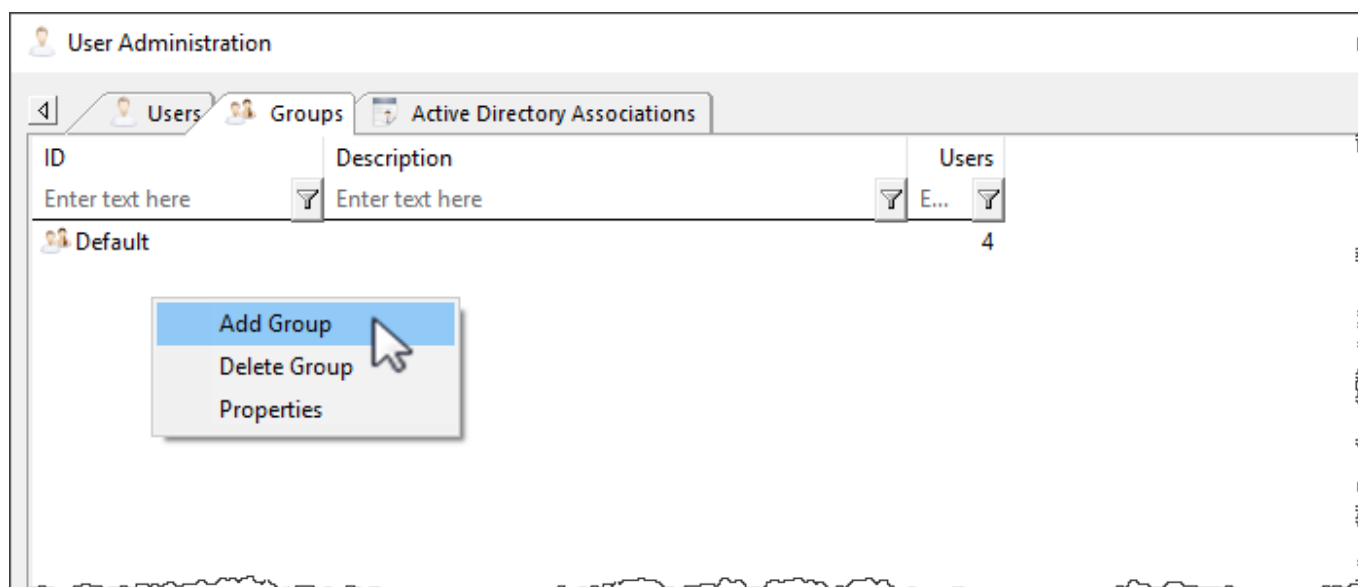 User Administration
Users Groups Active Directory Associations
ID Description Users
Enter text here Enter text here E...
Default 4
Add Group
Delete Group
Properties